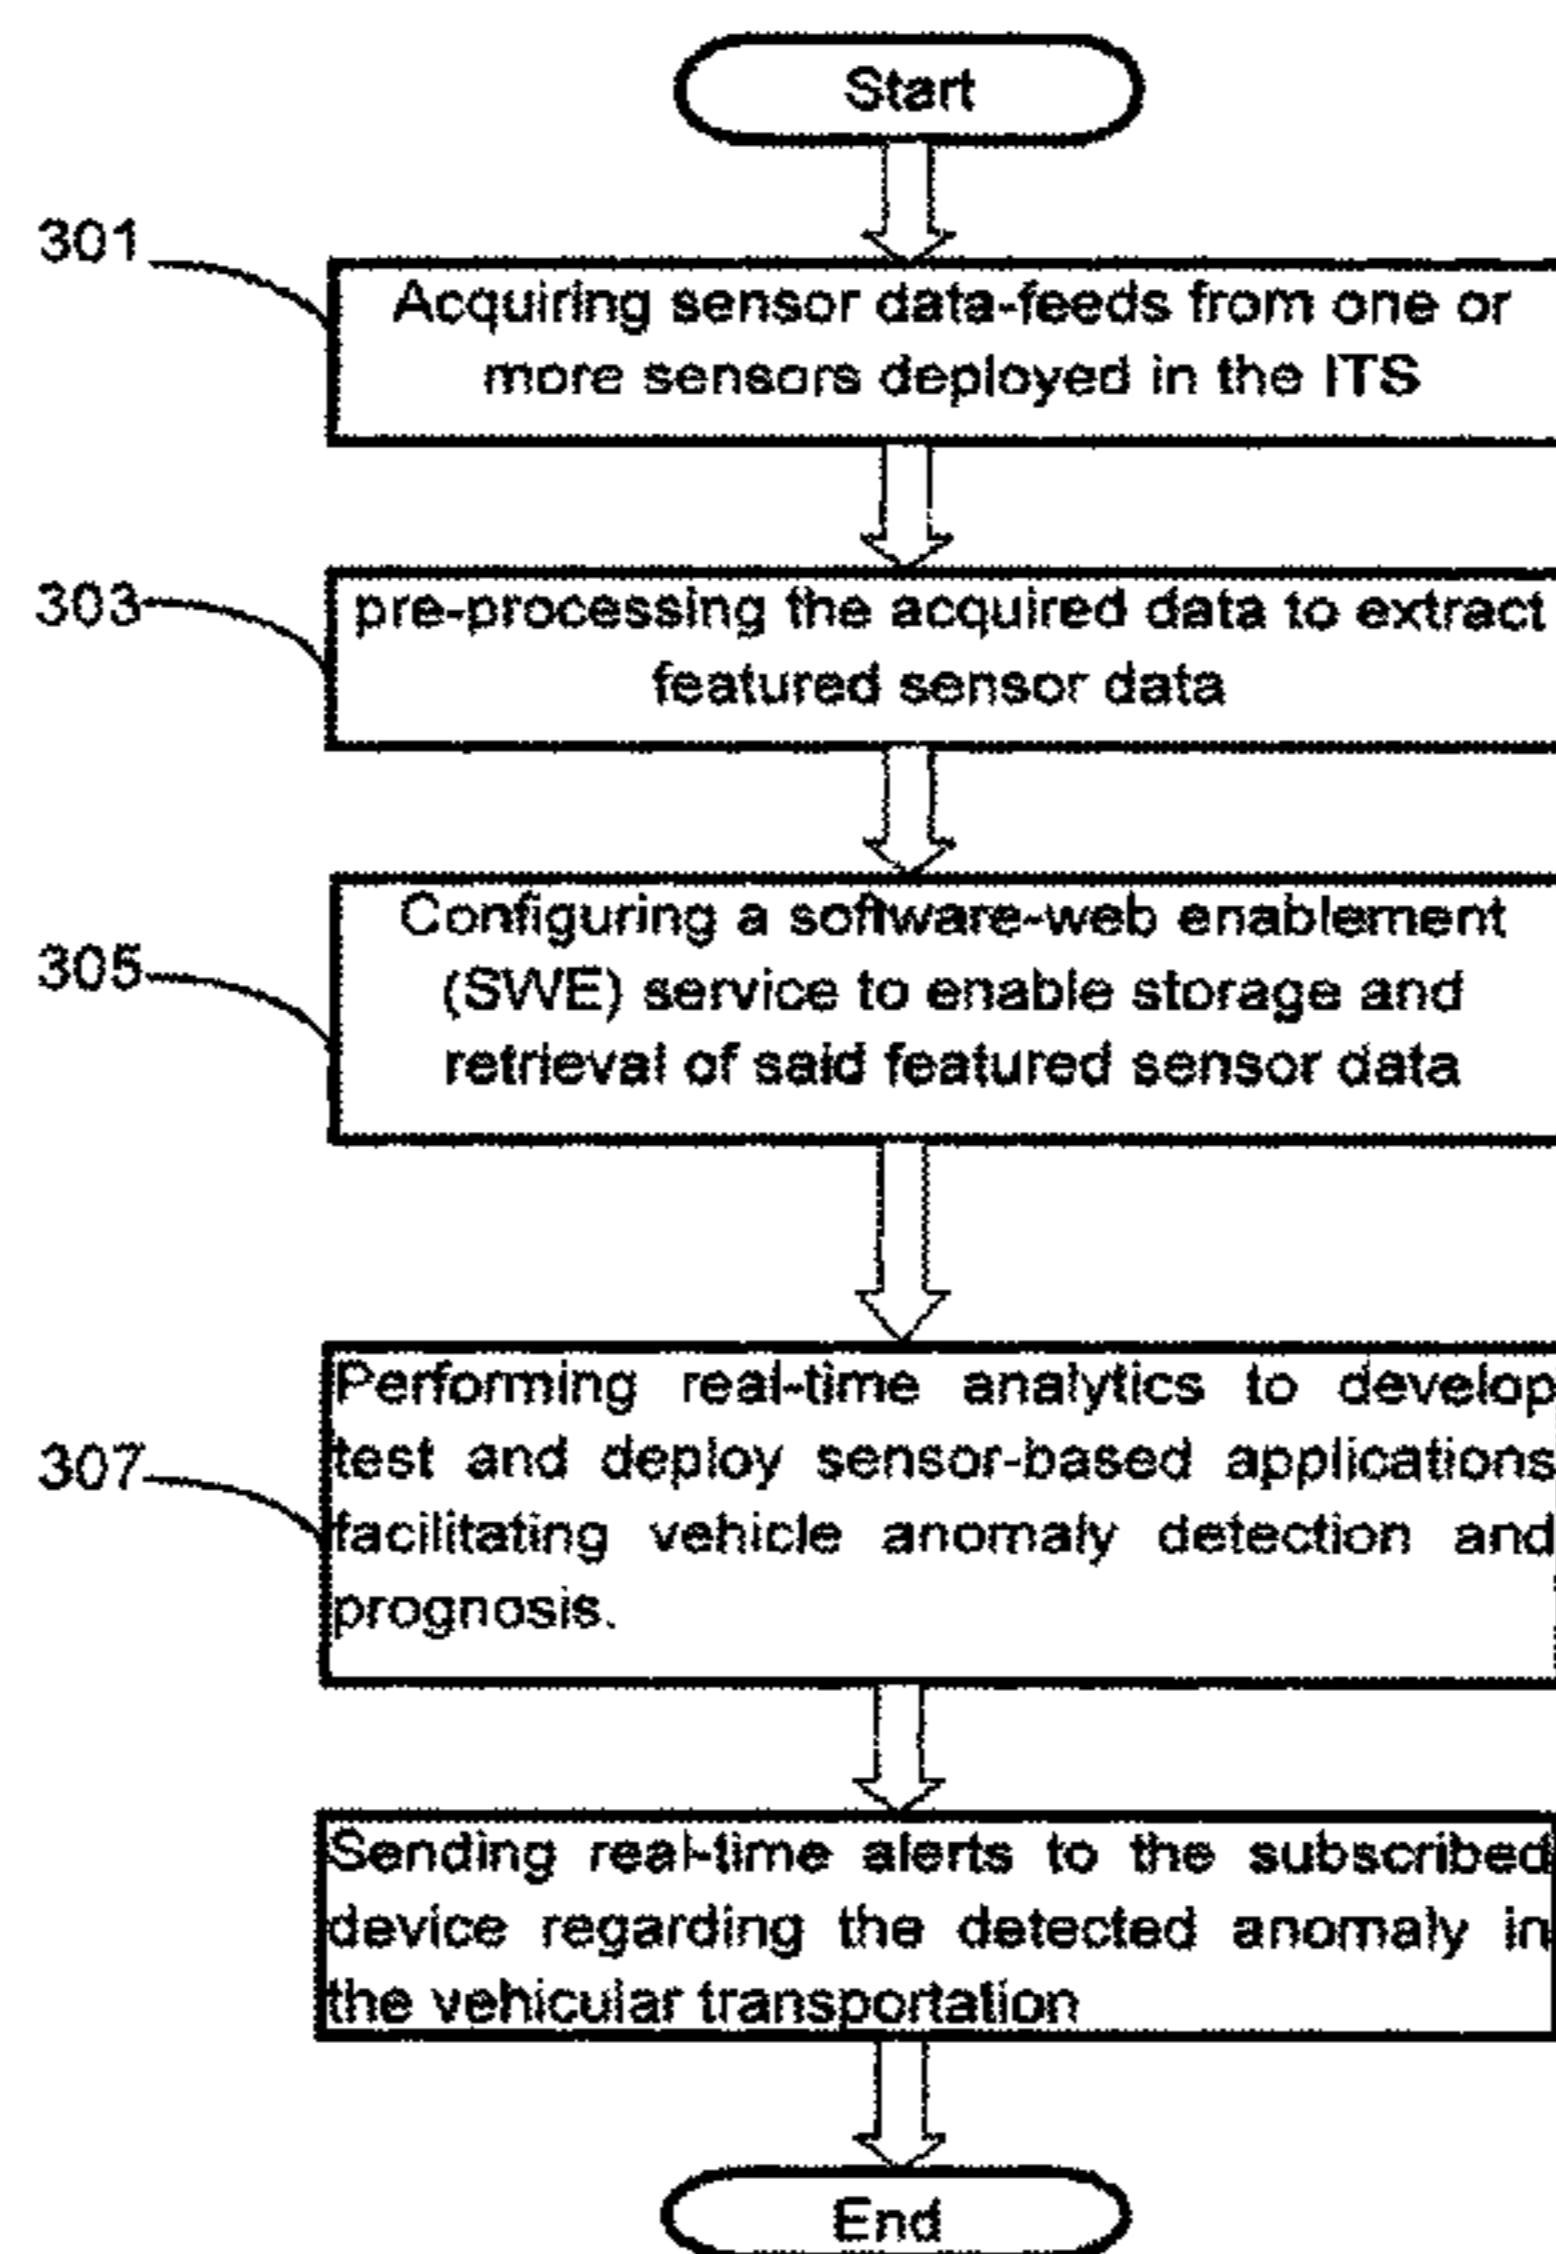 Start
301
Acquiring sensor data-feeds from one or
more sensors deployed in the ITS
303
pre-processing the acquired data to extract
featured sensor data
305
Configuring a software-web enablement
(SWE) service to enable storage and
retrieval of said featured sensor data
307
Performing real-time analytics to develop
test and deploy sensor-based applications
facilitating vehicle anomaly detection and
prognosis.
Sending real-time alerts to the subscribed
device regarding the detected anomaly in
the vehicular transportation
End